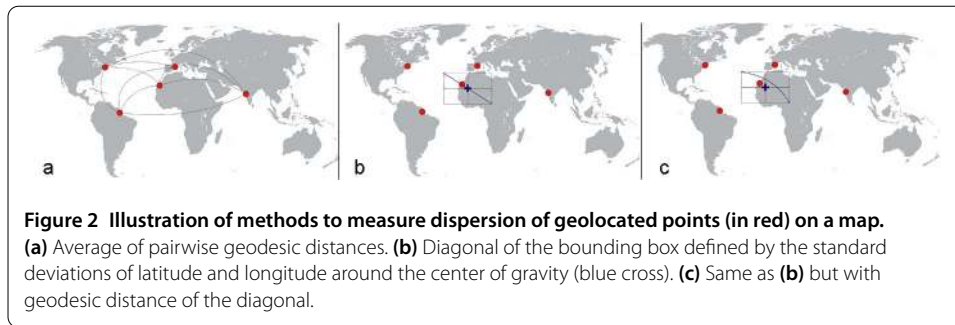 a
b
c
Figure 2 Illustration of methods to measure dispersion of geolocated points (in red) on a map.
(a) Average of pairwise geodesic distances. (b) Diagonal of the bounding box defined by the standard
deviations of latitude and longitude around the center of gravity (blue cross). (c) Same as (b) but with
geodesic distance of the diagonal.